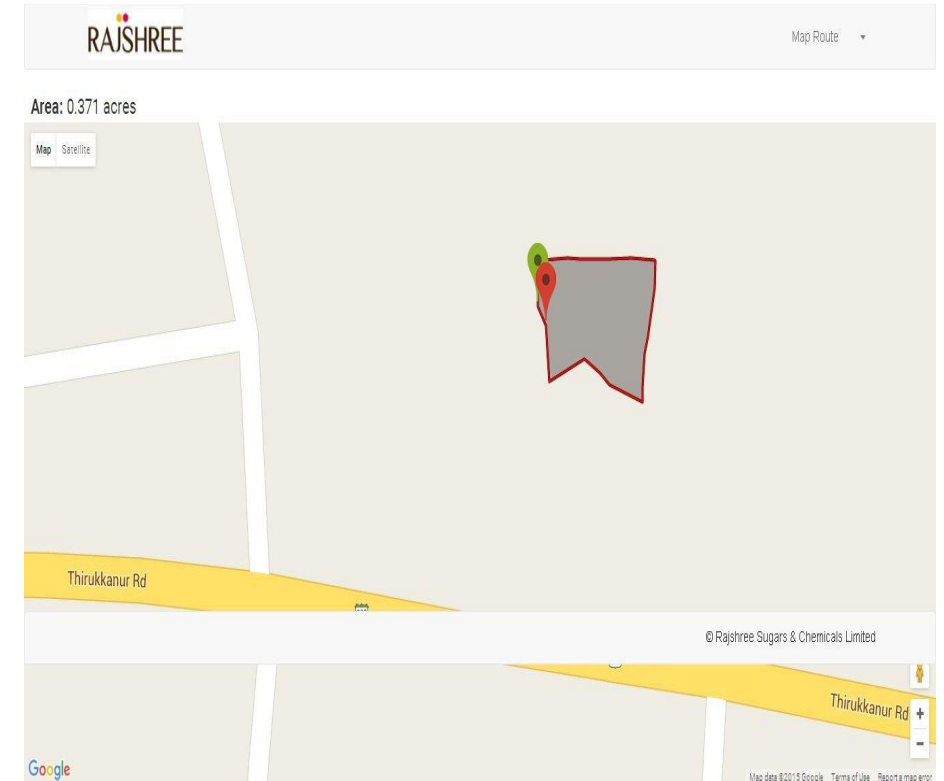 RAJSHREE
Map Route
Area: 0.371 acres
Map Satellite
Thirukkanur Rd
© Rajshree Sugars & Chemicals Limited
Thirukkanur Rd
+
−
Google
Map data ©2015 Google Terms of Use Report a map error